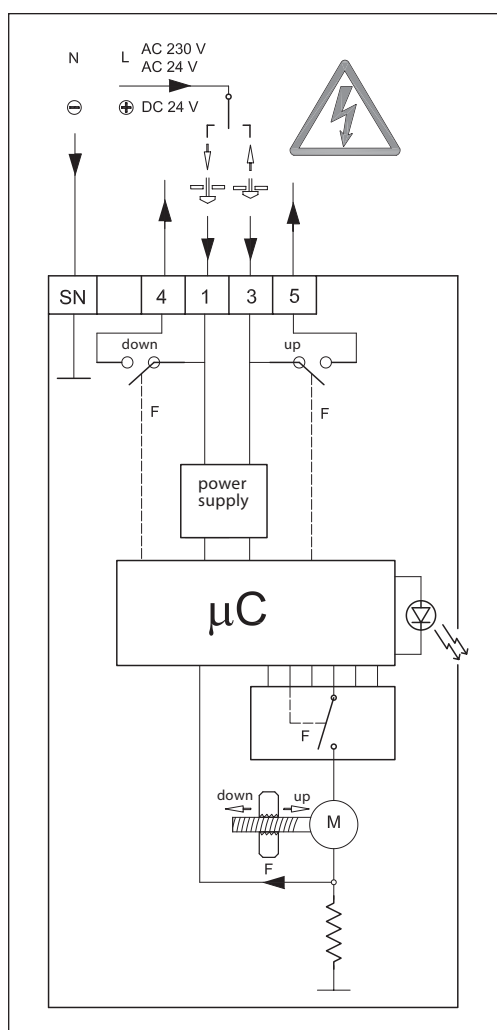 AC 230 V
N L AC 24 V
⊖ ⊕ DC 24 V
SN 4 1 3 5
down up
F F
power
supply
µC
F
down up
M
F